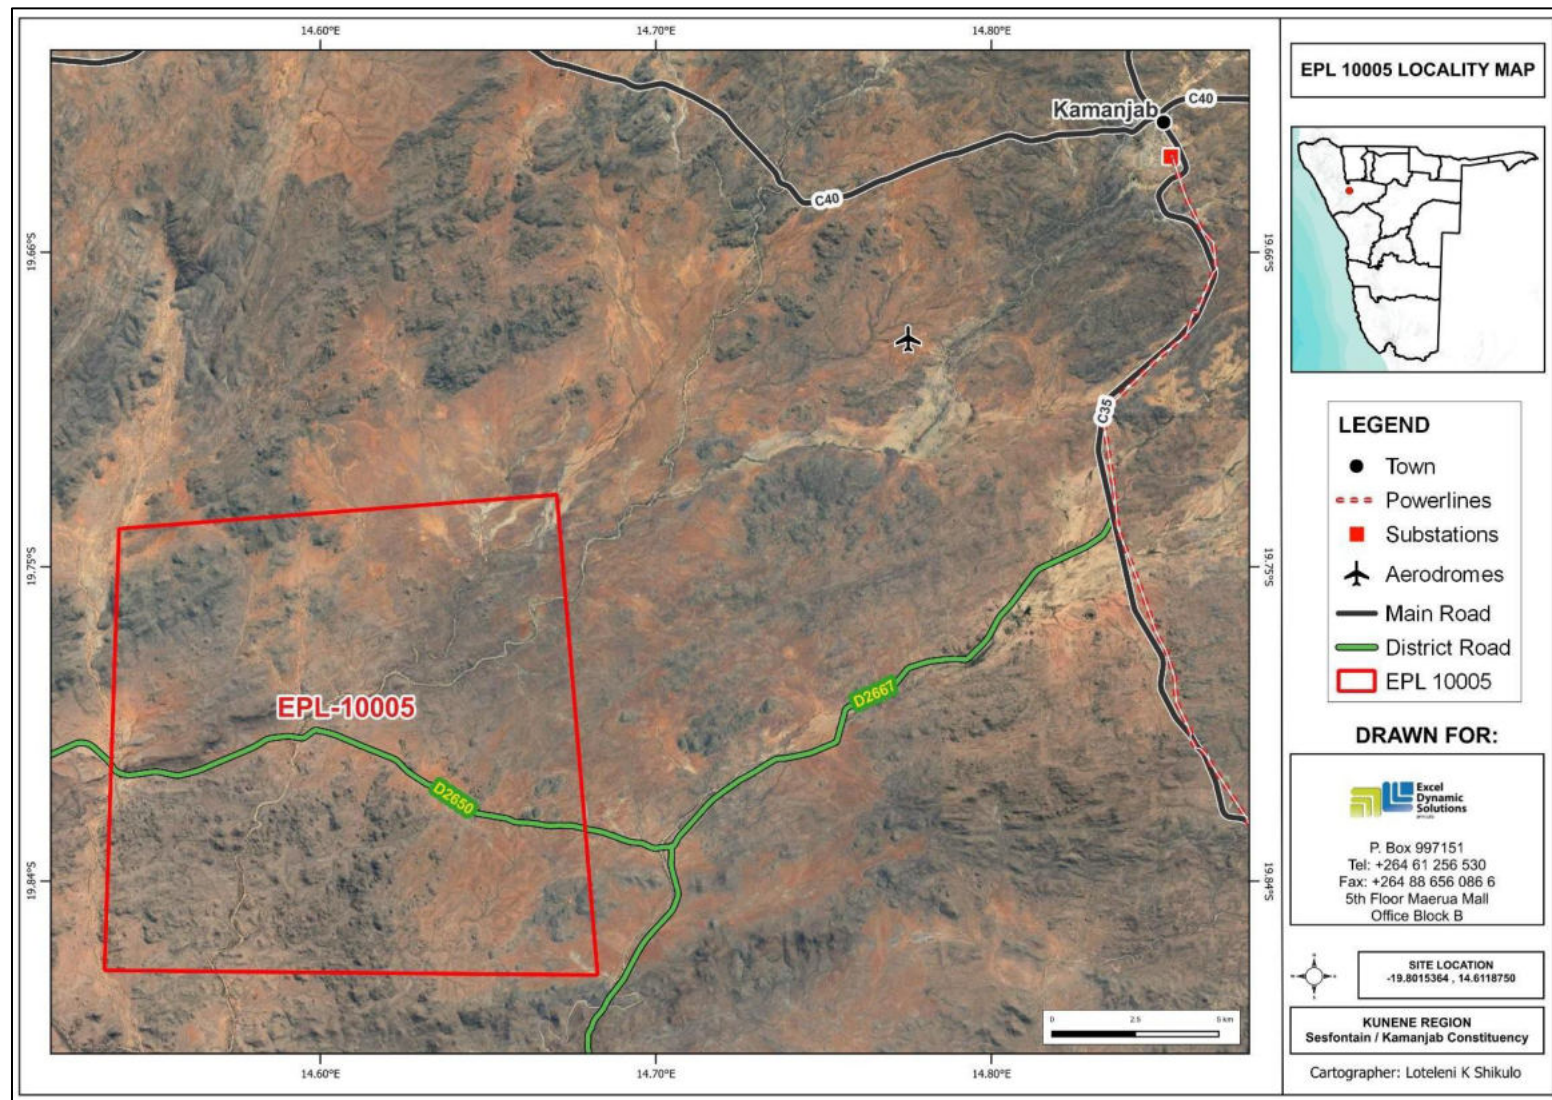 14.60°E
14.70°E
14.80°E
19.66°S
19.75°S
19.84°S
Kamanjab
C40
C40
C35
19.66°S
19.75°S
19.84°S
EPL-10005
D2667
D2650
0 2.5 5 km
14.60°E
14.70°E
14.80°E
EPL 10005 LOCALITY MAP
LEGEND
Town
Powerlines
Substations
Aerodromes
Main Road
District Road
EPL 10005
DRAWN FOR:
Excel
Dynamic
Solutions
P. Box 997151
Tel: +264 61 256 530
Fax: +264 88 656 086 6
5th Floor Maerua Mall
Office Block B
SITE LOCATION
-19.8015364 , 14.6118750
KUNENE REGION
Sesfontain / Kamanjab Constituency
Cartographer: Loteleni K Shikulo